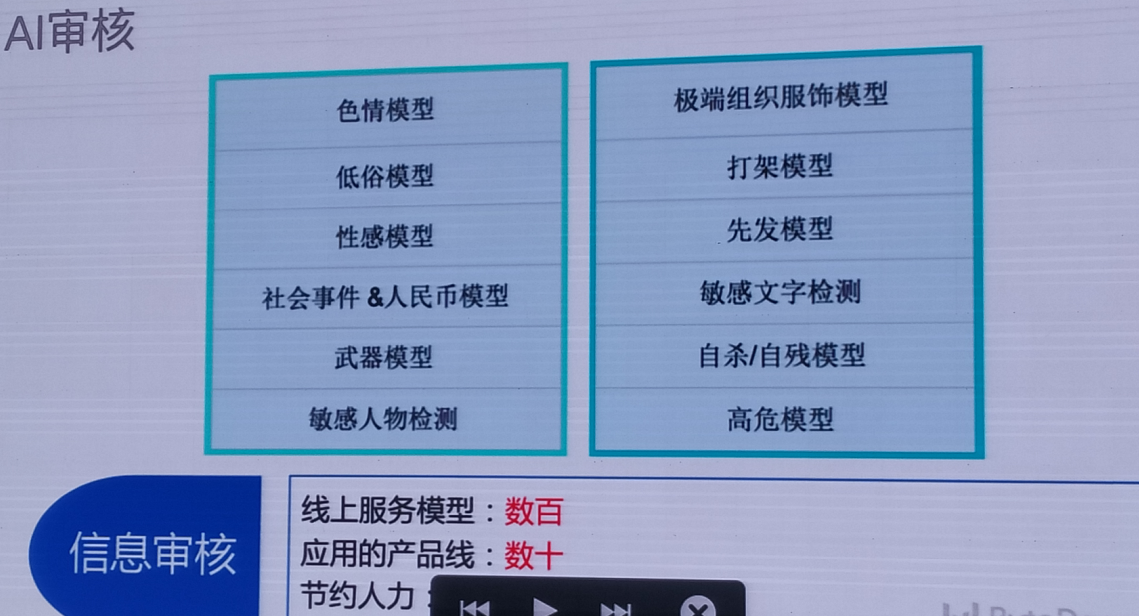 AI审核
色情模型
低俗模型
性感模型
社会事件 &人民币模型
武器模型
敏感人物检测
极端组织服饰模型
打架模型
先发模型
敏感文字检测
自杀/自残模型
高危模型
信息审核
线上服务模型：数百
应用的产品线：数十
节约人力：